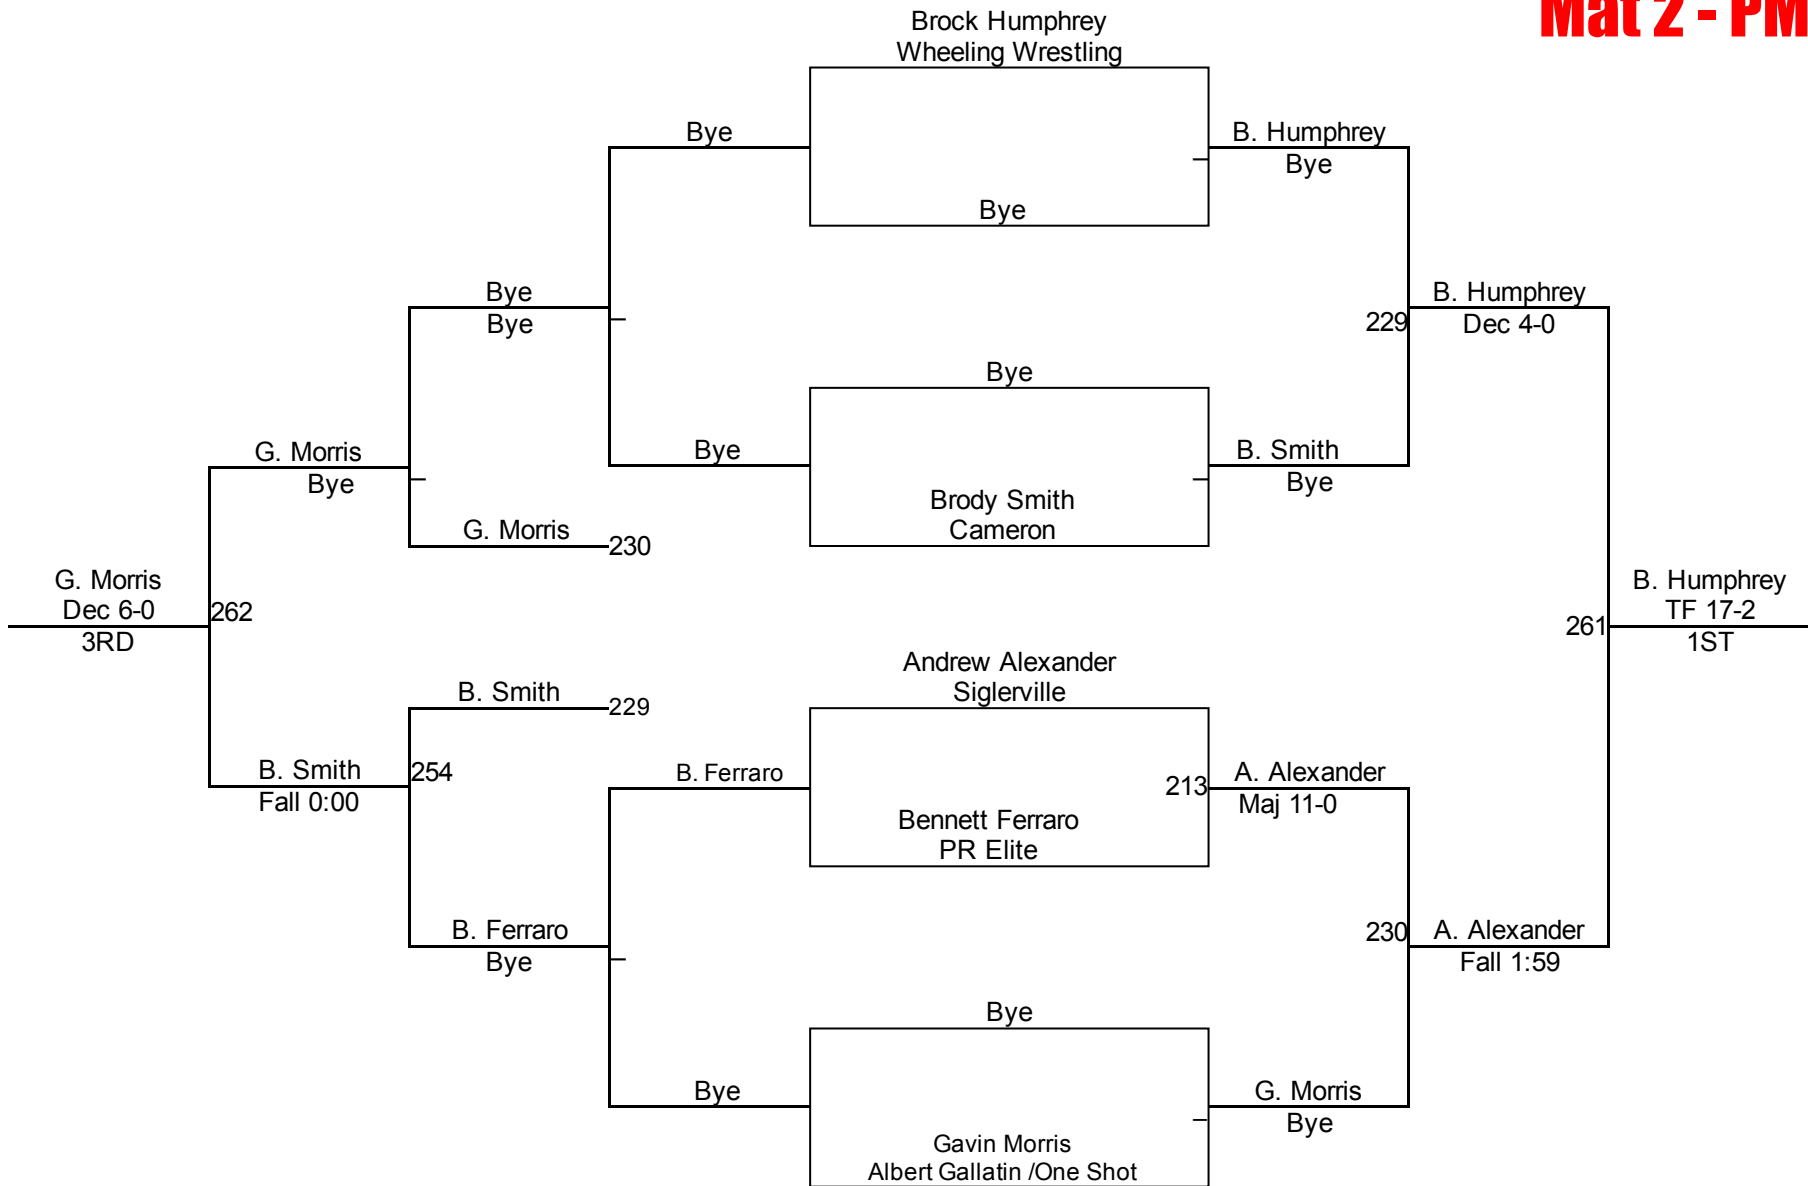 Mat 2 - PM
Brock Humphrey
Wheeling Wrestling
Bye
B. Humphrey
Bye
Bye
Bye
Bye
229
B. Humphrey
Dec 4-0
Bye
G. Morris
Bye
Bye
B. Smith
Bye
Brody Smith
Cameron
G. Morris
230
G. Morris
Dec 6-0
3RD
262
261
B. Humphrey
TF 17-2
1ST
Andrew Alexander
Siglerville
B. Smith
229
B. Smith
Fall 0:00
254
B. Ferraro
213
A. Alexander
Maj 11-0
Bennett Ferraro
PR Elite
B. Ferraro
Bye
230
A. Alexander
Fall 1:59
Bye
Bye
G. Morris
Bye
Gavin Morris
Albert Gallatin /One Shot